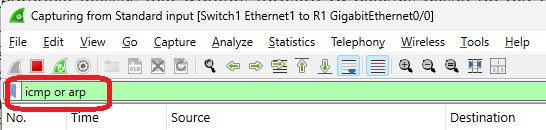 Capturing from Standard input [Switch1 Ethernet1 to R1 GigabitEthernet0/0]
File Edit View Go Capture Analyze Statistics Telephony Wireless Tools Help
icmp or arp
No. Time Source Destination